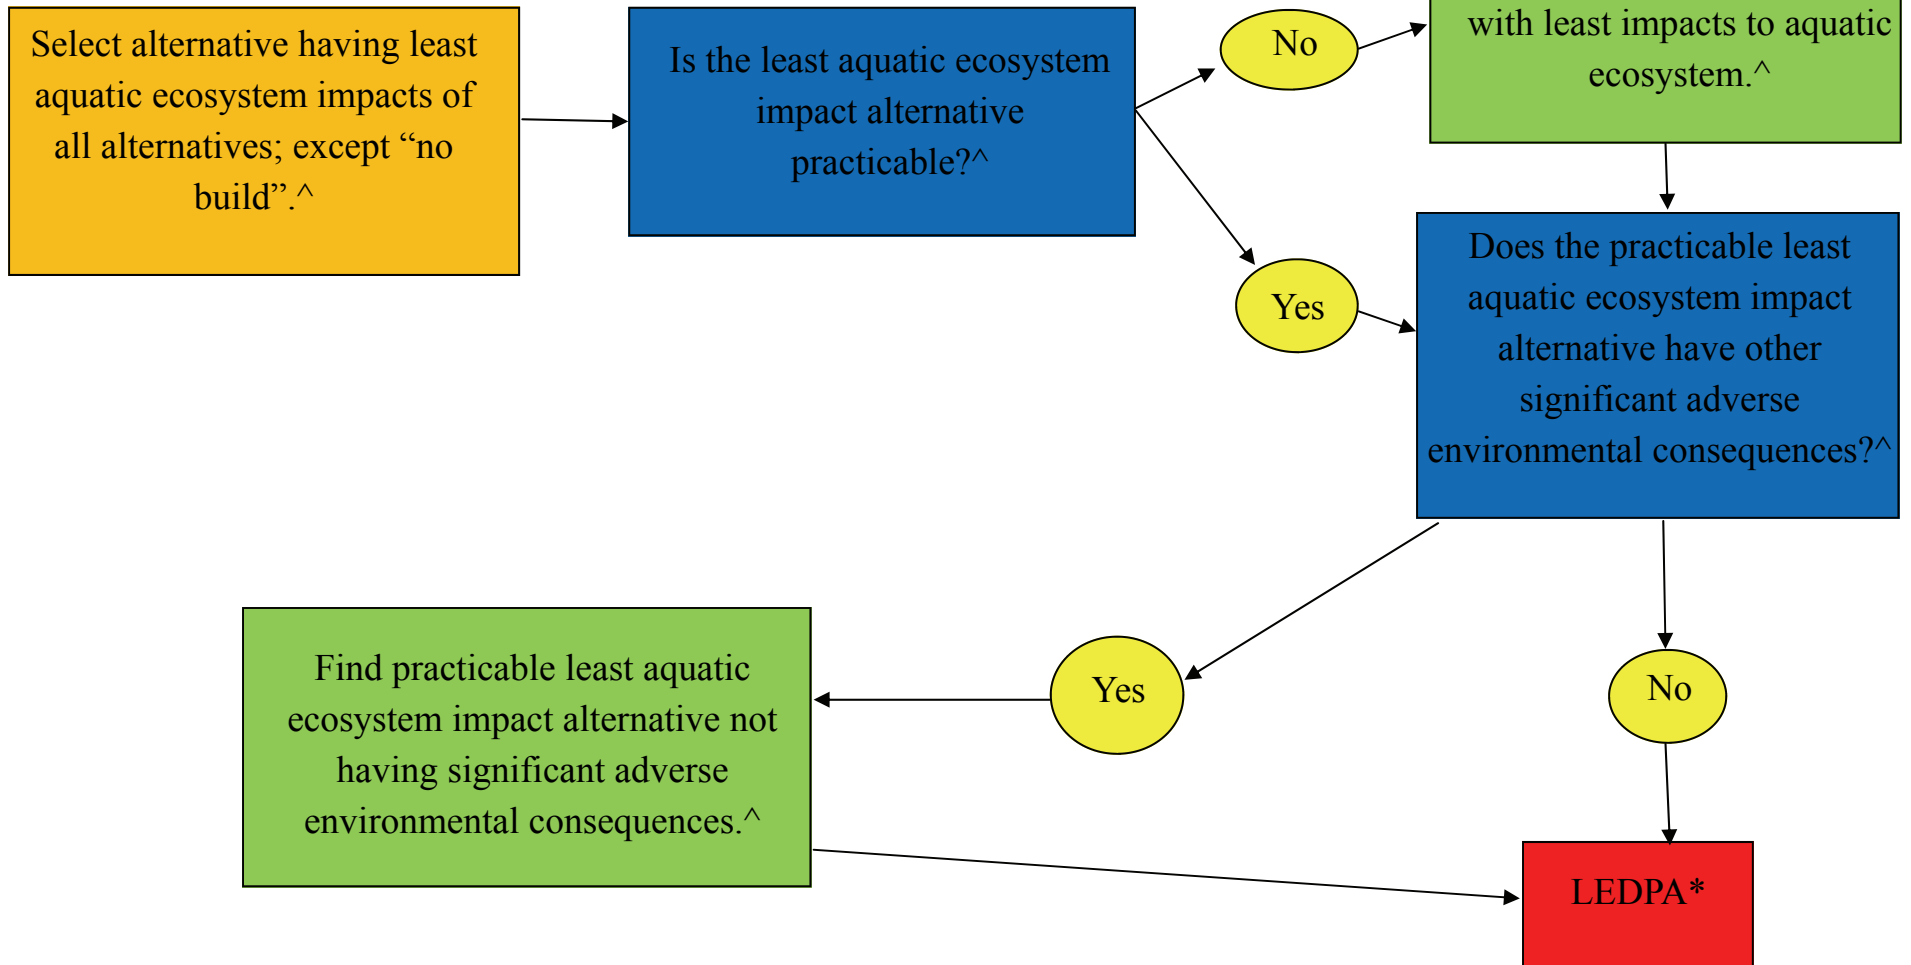 Select alternative having least
aquatic ecosystem impacts of
all alternatives; except “no
build”.^
Is the least aquatic ecosystem
impact alternative
practicable?^
No
with least impacts to aquatic
ecosystem.^
Yes
Does the practicable least
aquatic ecosystem impact
alternative have other
significant adverse
environmental consequences?^
Yes
No
Find practicable least aquatic
ecosystem impact alternative not
having significant adverse
environmental consequences.^
LEDPA*